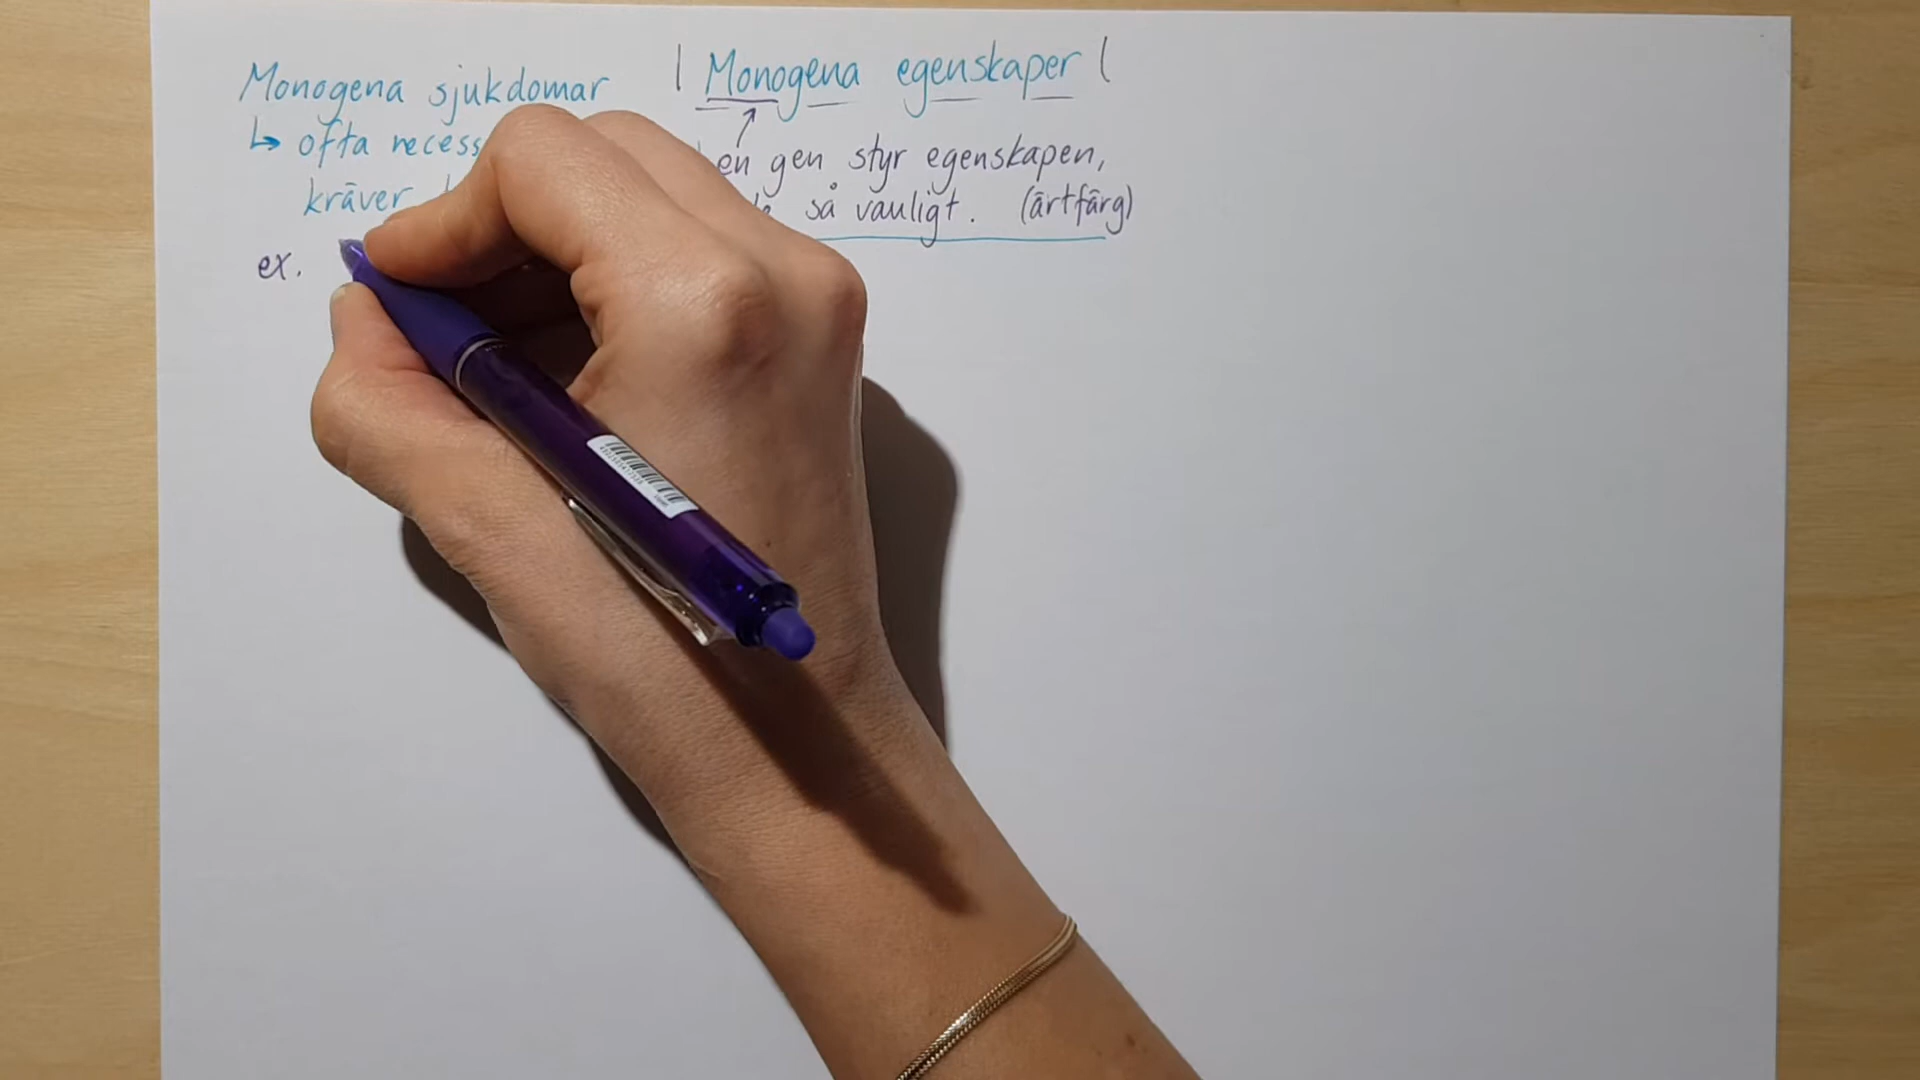 Monogena sjukdomar
↳ ofta recess
kräver
ex.
Monogena egenskaper
en gen styr egenskapen,
så vanligt. (ärtfärg)